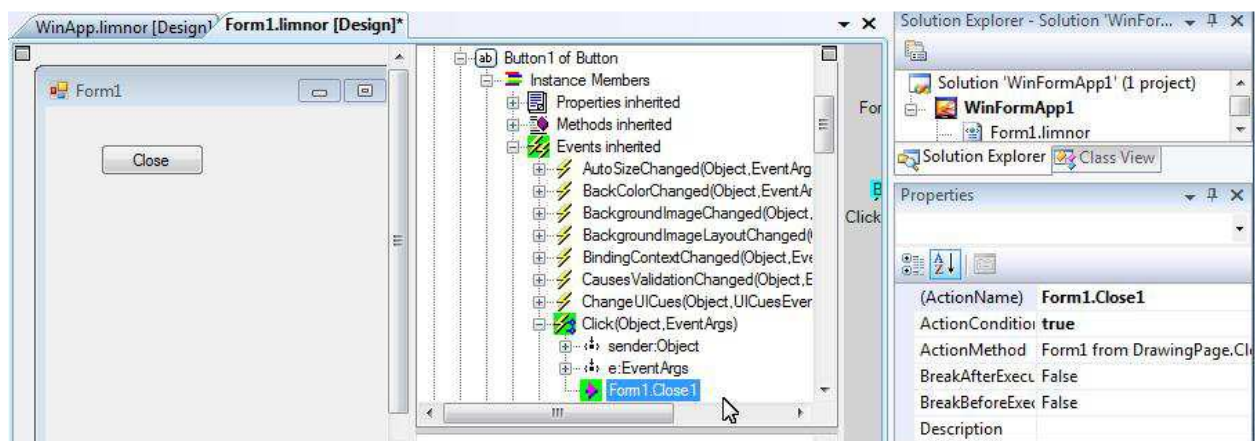 WinApp.limnor [Design]
Form1.limnor [Design]*
Form1
Close
ab Button1 of Button
Instance Members
Properties inherited
Methods inherited
Events inherited
AutoSizeChanged(Object,EventArg
BackColorChanged(Object,EventAr
BackgroundImageChanged(Object,
BackgroundImageLayoutChanged(
BindingContextChanged(Object,Eve
CausesValidationChanged(Object,E
ChangeUICues(Object,UICuesEver
Click(Object,EventArgs)
sender:Object
e:EventArgs
Form1.Close1
For
B
Click
Solution Explorer - Solution 'WinFor...
Solution 'WinFormApp1' (1 project)
WinFormApp1
Form1.limnor
Solution Explorer
Class View
Properties
(ActionName) Form1.Close1
ActionCondition true
ActionMethod Form1 from DrawingPage.Cl
BreakAfterExecu False
BreakBeforeExec False
Description